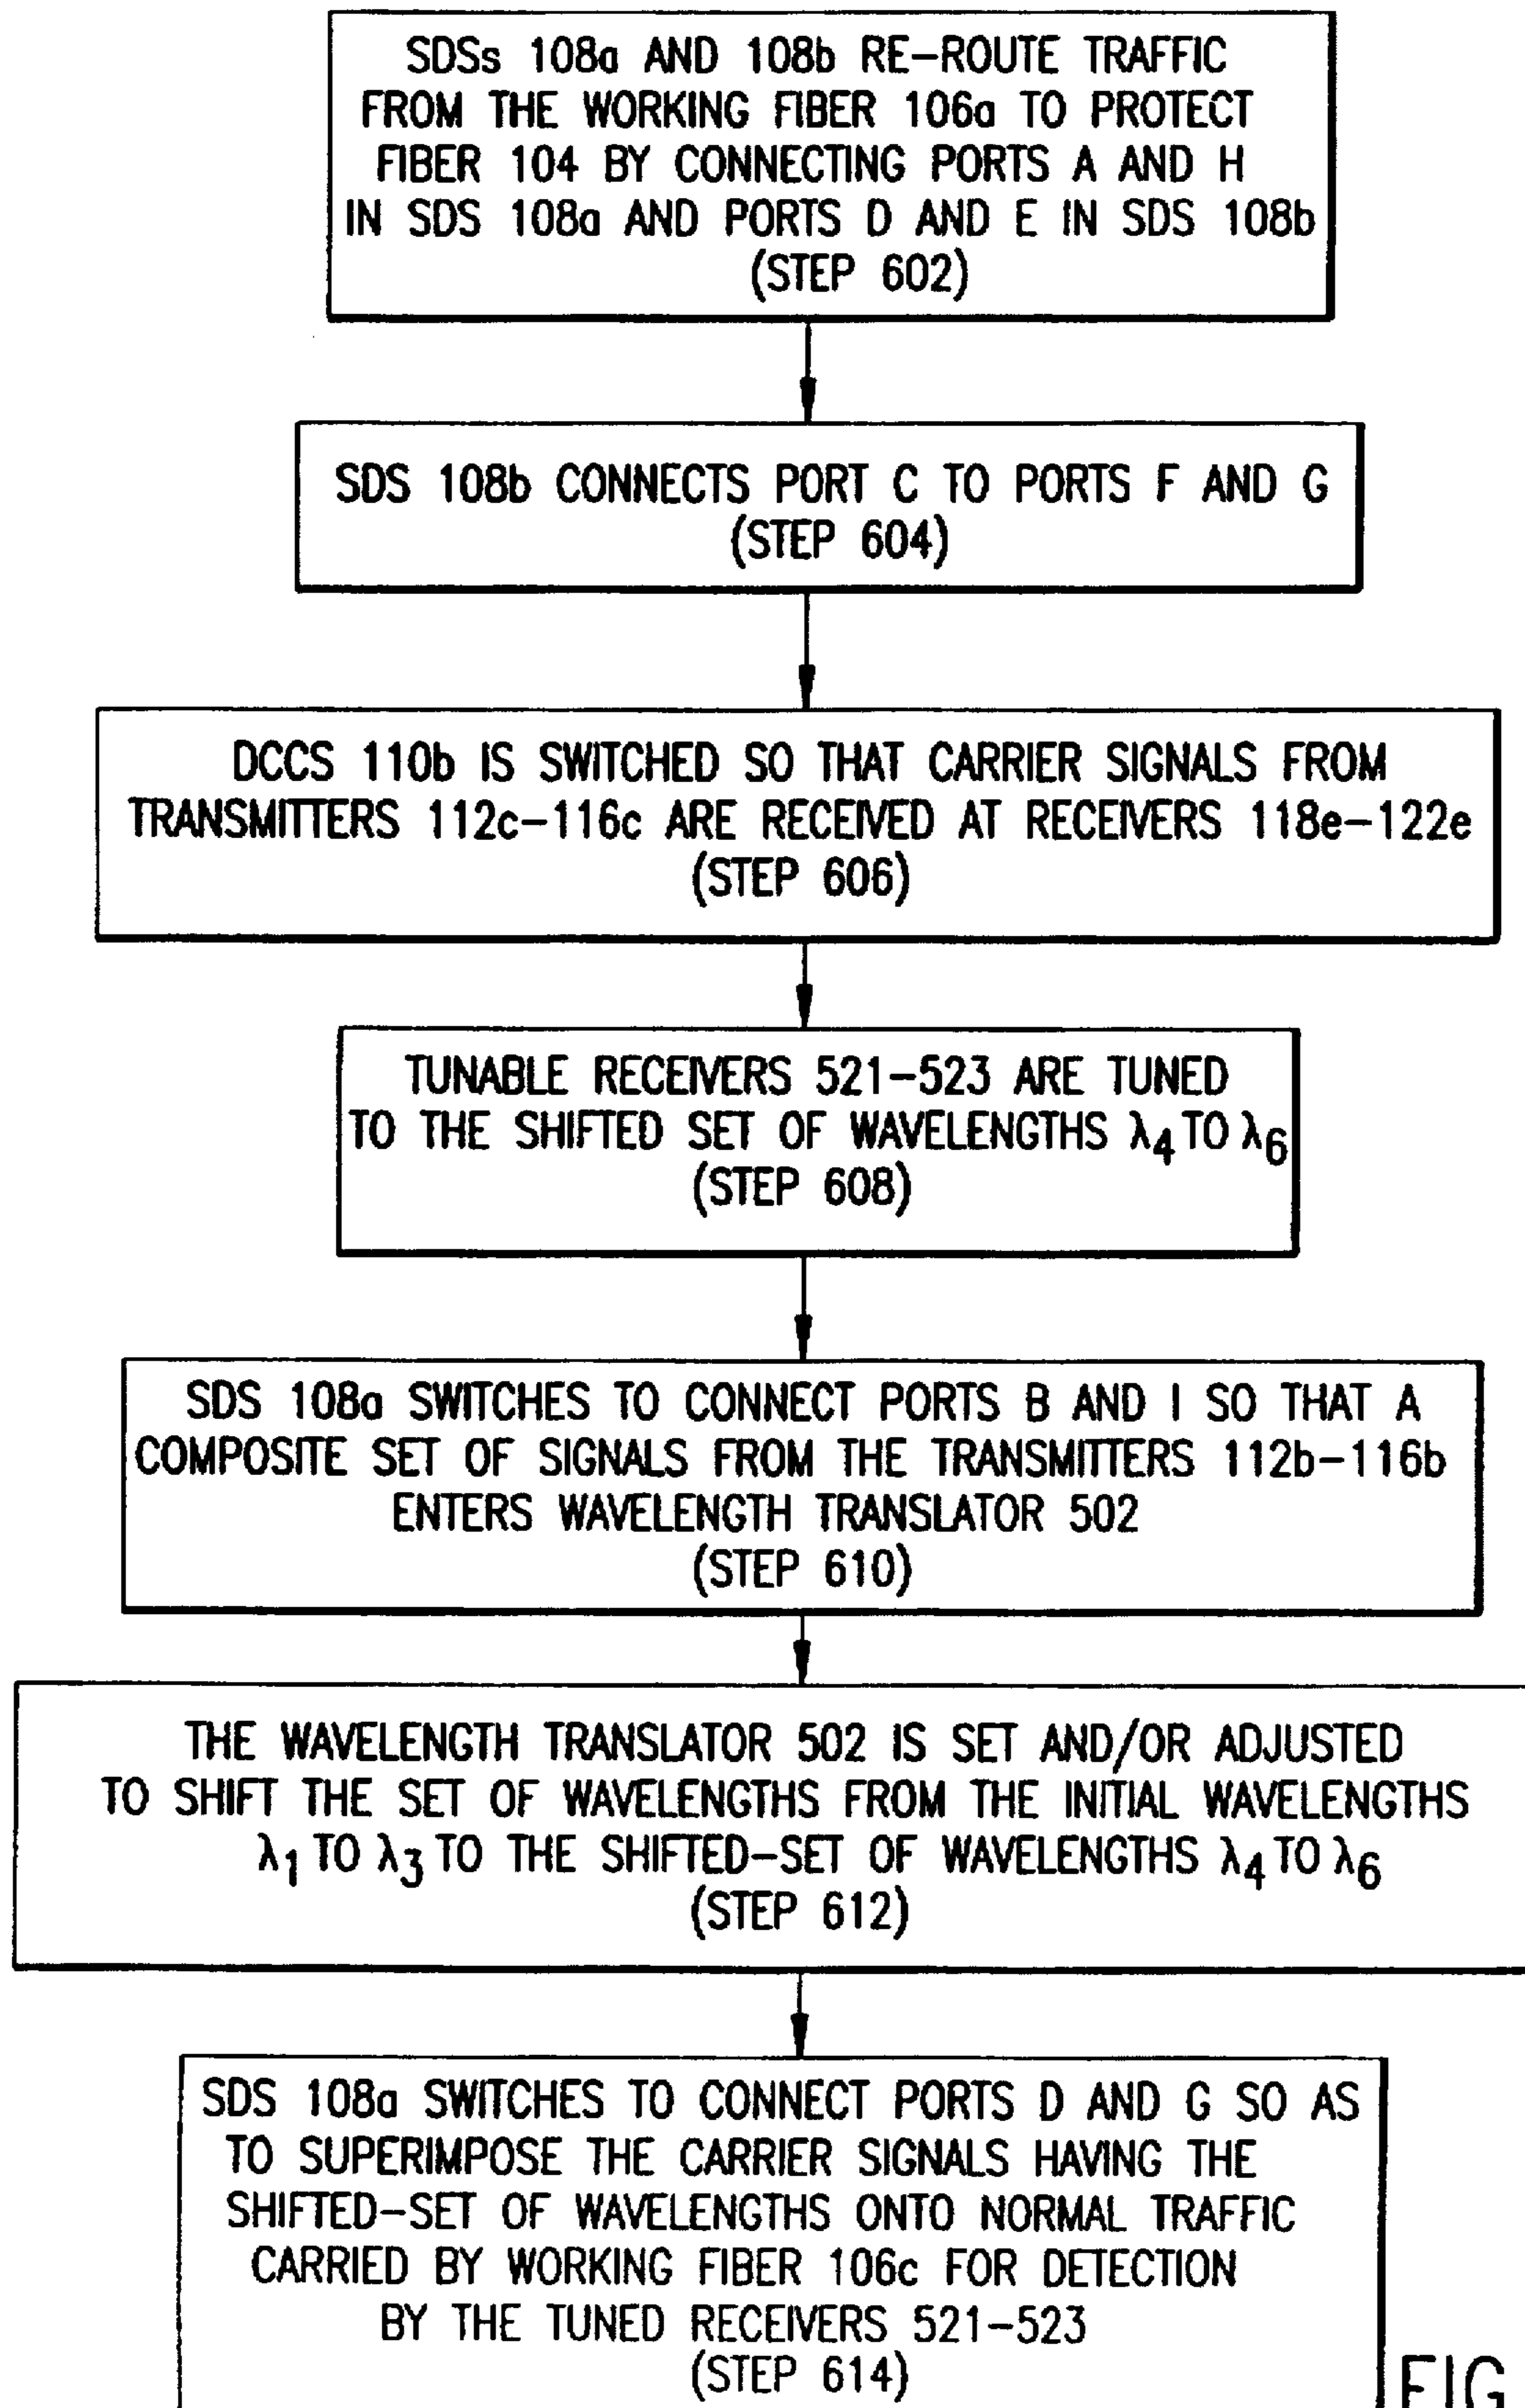 SDSs 108a AND 108b RE-ROUTE TRAFFIC
FROM THE WORKING FIBER 106a TO PROTECT
FIBER 104 BY CONNECTING PORTS A AND H
IN SDS 108a AND PORTS D AND E IN SDS 108b
(STEP 602)
SDS 108b CONNECTS PORT C TO PORTS F AND G
(STEP 604)
DCCS 110b IS SWITCHED SO THAT CARRIER SIGNALS FROM
TRANSMITTERS 112c-116c ARE RECEIVED AT RECEIVERS 118e-122e
(STEP 606)
TUNABLE RECEIVERS 521-523 ARE TUNED
TO THE SHIFTED SET OF WAVELENGTHS λ4 TO λ6
(STEP 608)
SDS 108a SWITCHES TO CONNECT PORTS B AND I SO THAT A
COMPOSITE SET OF SIGNALS FROM THE TRANSMITTERS 112b-116b
ENTERS WAVELENGTH TRANSLATOR 502
(STEP 610)
THE WAVELENGTH TRANSLATOR 502 IS SET AND/OR ADJUSTED
TO SHIFT THE SET OF WAVELENGTHS FROM THE INITIAL WAVELENGTHS
λ1 TO λ3 TO THE SHIFTED-SET OF WAVELENGTHS λ4 TO λ6
(STEP 612)
SDS 108a SWITCHES TO CONNECT PORTS D AND G SO AS
TO SUPERIMPOSE THE CARRIER SIGNALS HAVING THE
SHIFTED-SET OF WAVELENGTHS ONTO NORMAL TRAFFIC
CARRIED BY WORKING FIBER 106c FOR DETECTION
BY THE TUNED RECEIVERS 521-523
(STEP 614)
FIG